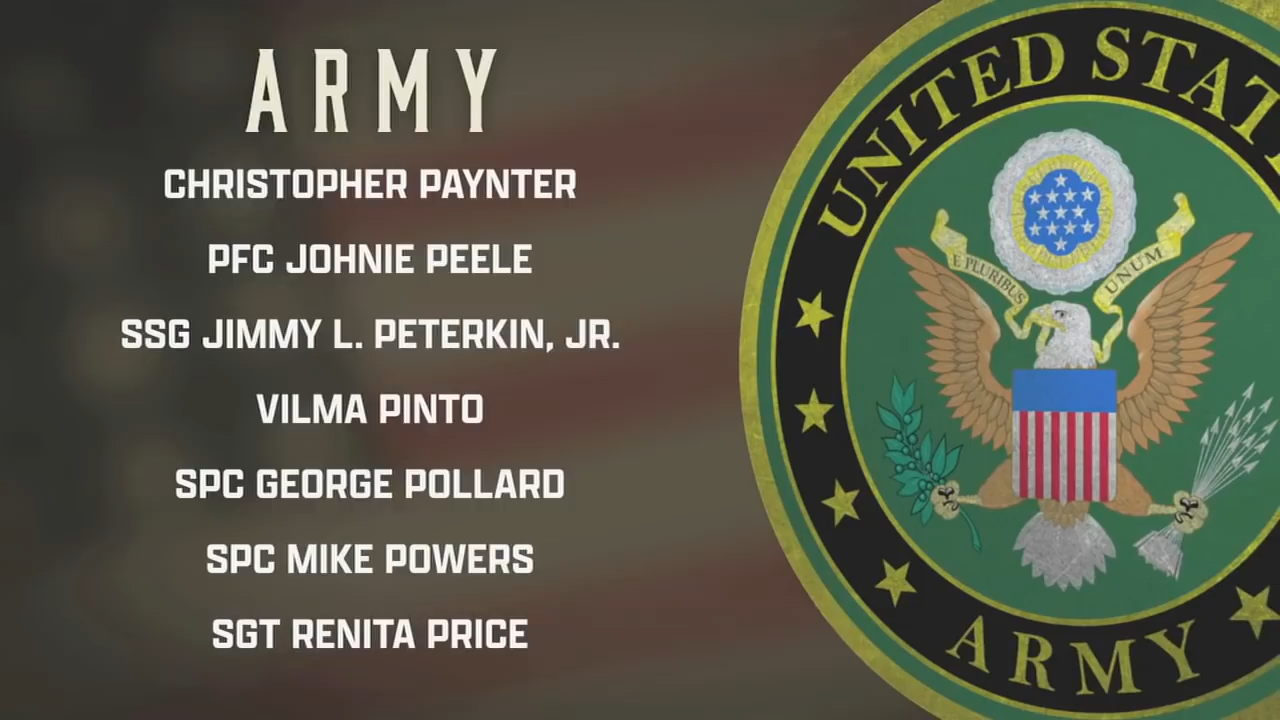 ARMY
CHRISTOPHER PAYNTER
PFC JOHNIE PEELE
SSG JIMMY L. PETERKIN, JR.
VILMA PINTO
SPC GEORGE POLLARD
SPC MIKE POWERS
SGT RENITA PRICE
UNITED STAT
E PLURIBUS UNUM
ARMY